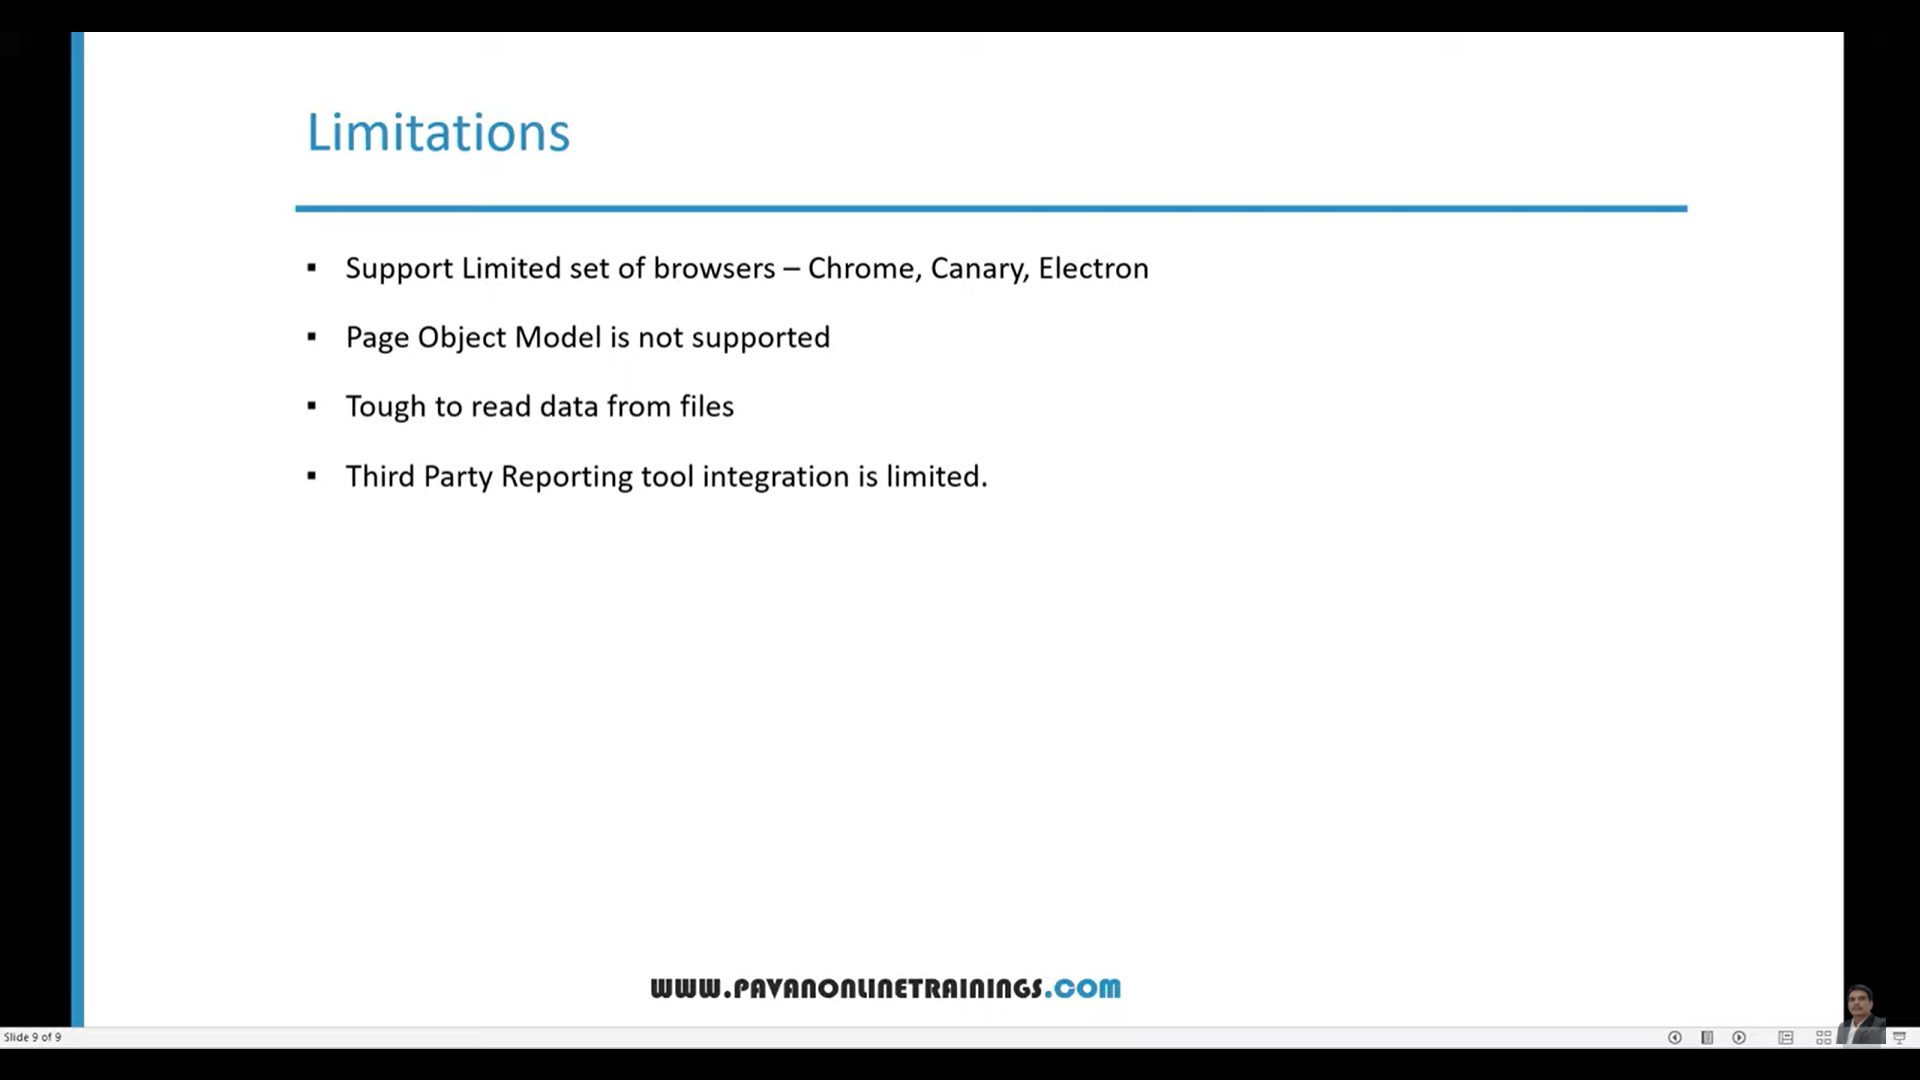 Limitations
▪ Support Limited set of browsers – Chrome, Canary, Electron
▪ Page Object Model is not supported
▪ Tough to read data from files
▪ Third Party Reporting tool integration is limited.
WWW.PAVANONLINETRAININGS.COM
Slide 9 of 9